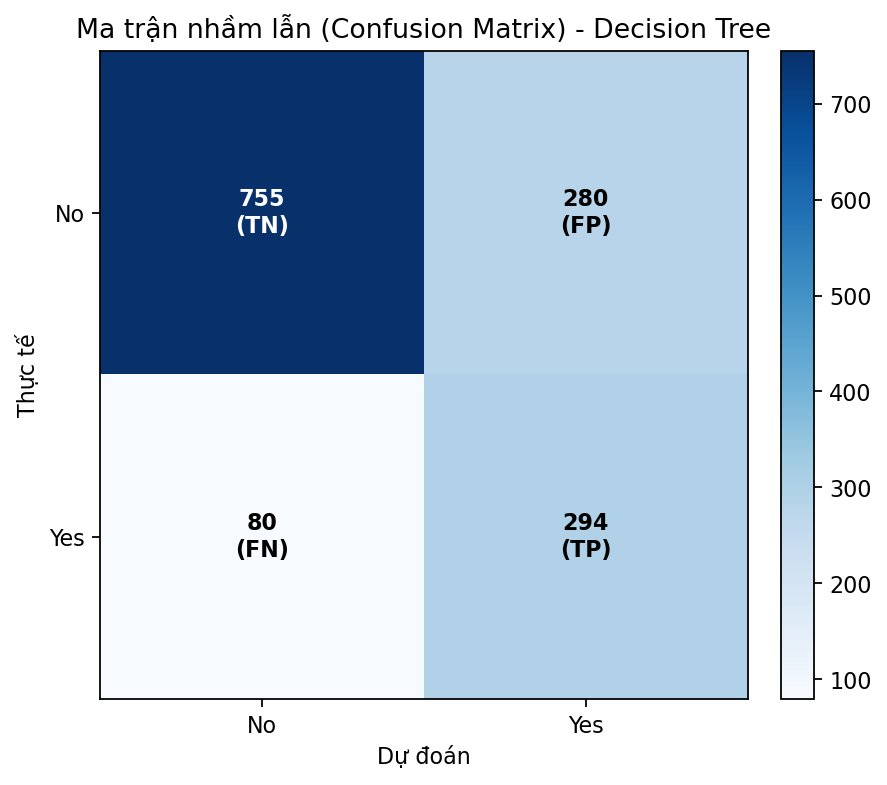 Ma trận nhầm lẫn (Confusion Matrix) - Decision Tree
Thực tế
No
755
(TN)
280
(FP)
Yes
80
(FN)
294
(TP)
No
Yes
Dự đoán
700
600
500
400
300
200
100